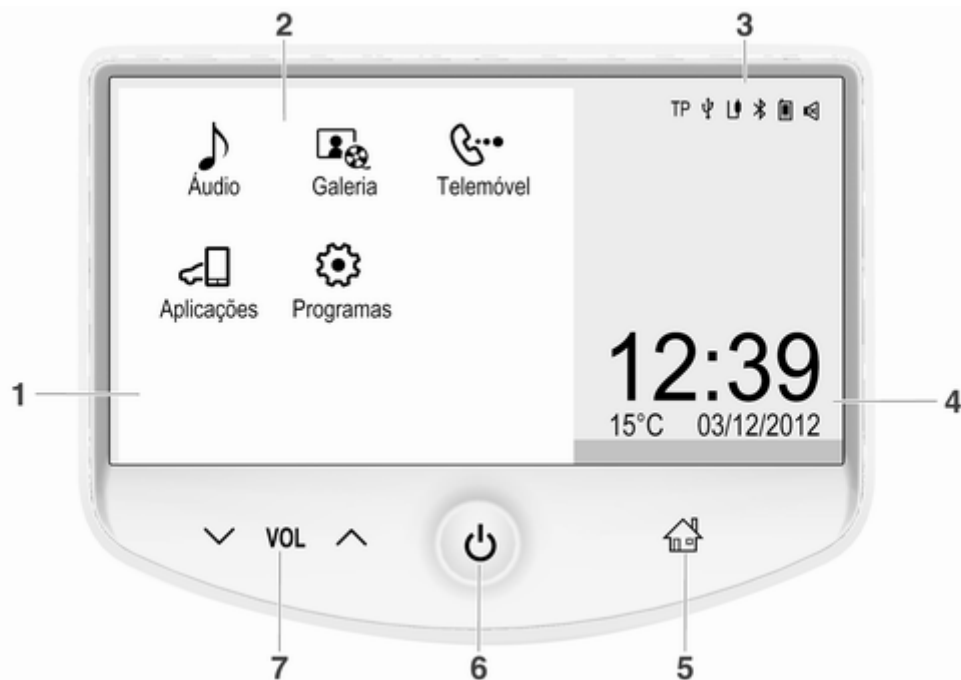 2
3
TP
Áudio
Galeria
Telemóvel
Aplicações
Programas
12:39
1
4
15°C
03/12/2012
VOL
7
6
5